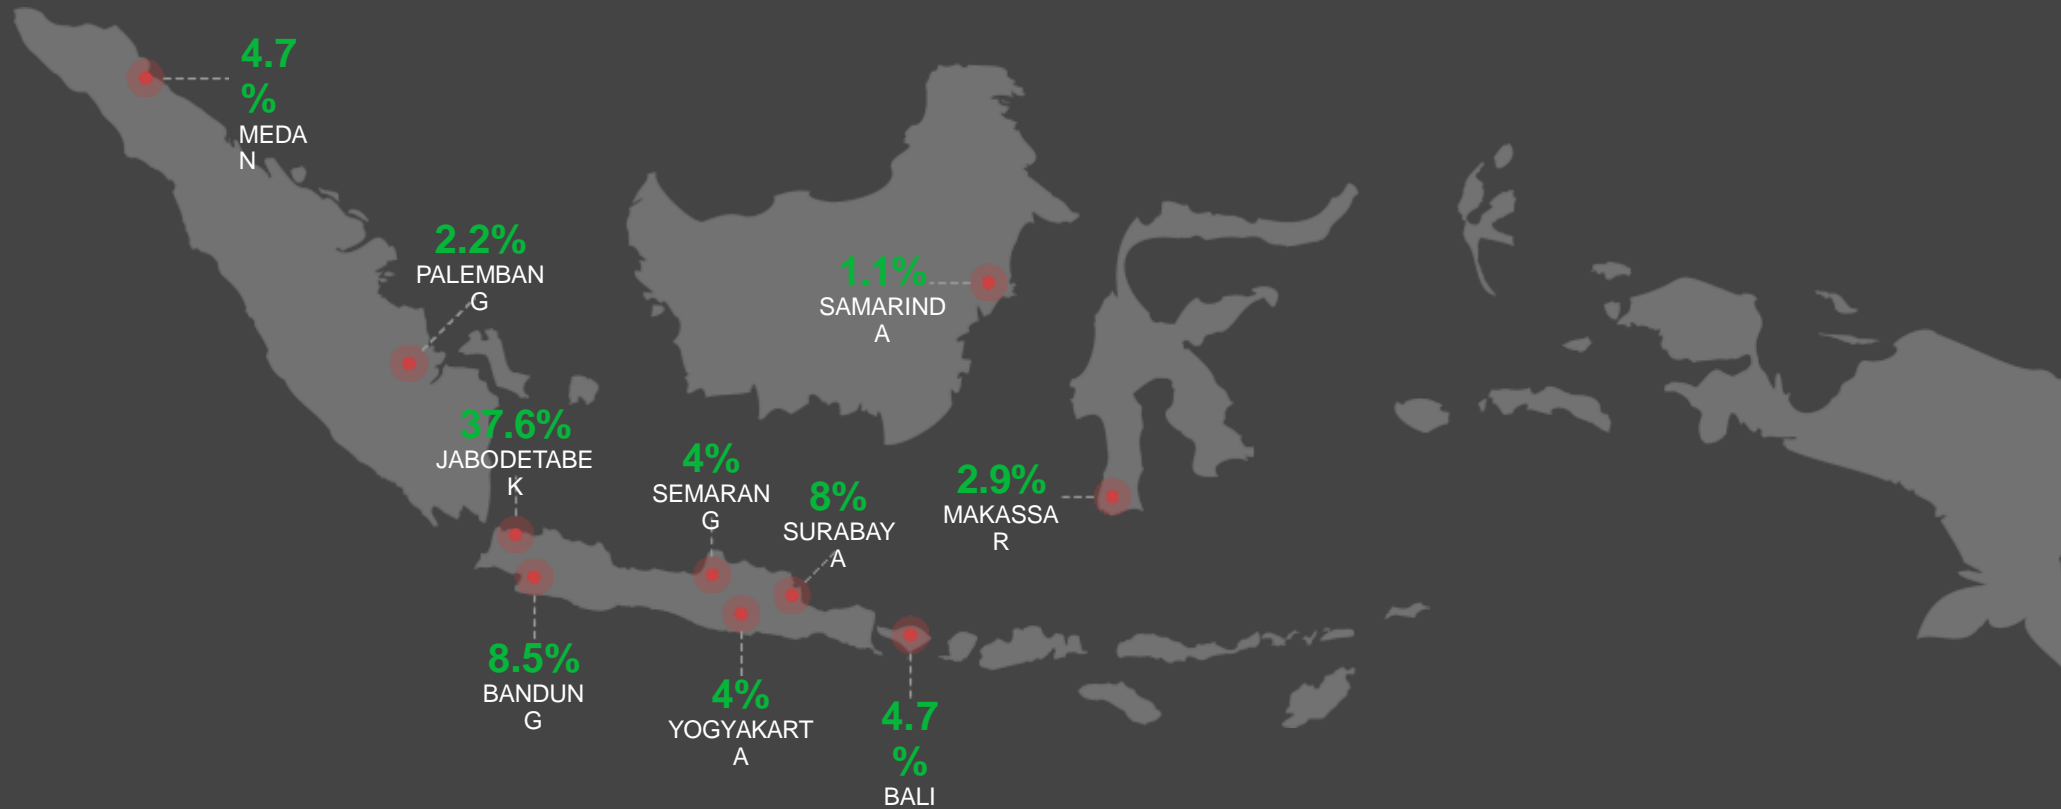 4.7
%
MEDA
N
2.2%
PALEMBAN
G
1.1%
SAMARIND
A
37.6%
JABODETABE
K
4%
SEMARAN
G
8%
SURABAY
A
2.9%
MAKASSA
R
8.5%
BANDUN
G
4%
YOGYAKART
A
4.7
%
BALI